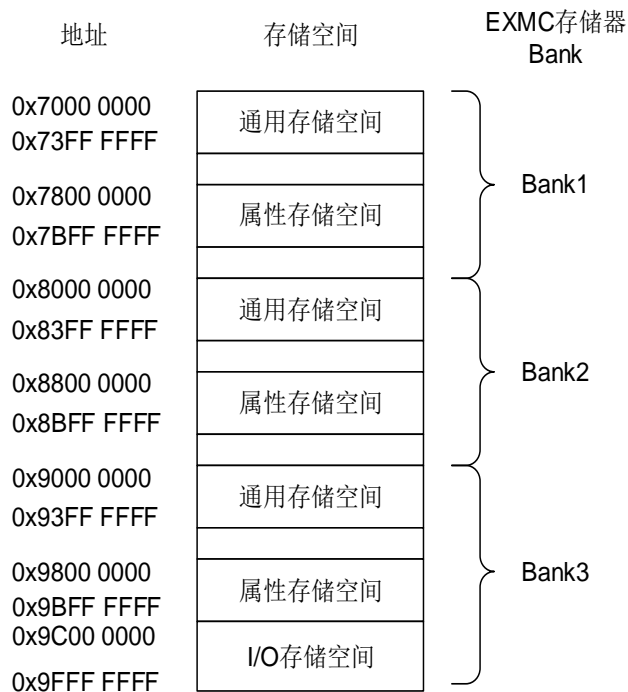 地址 存储空间 EXMC存储器
Bank
0x7000 0000
通用存储空间
0x73FF FFFF
0x7800 0000
属性存储空间
0x7BFF FFFF
Bank1
0x8000 0000
通用存储空间
0x83FF FFFF
0x8800 0000
属性存储空间
0x8BFF FFFF
Bank2
0x9000 0000
通用存储空间
0x93FF FFFF
0x9800 0000
属性存储空间
0x9BFF FFFF
0x9C00 0000
I/O存储空间
0x9FFF FFFF
Bank3